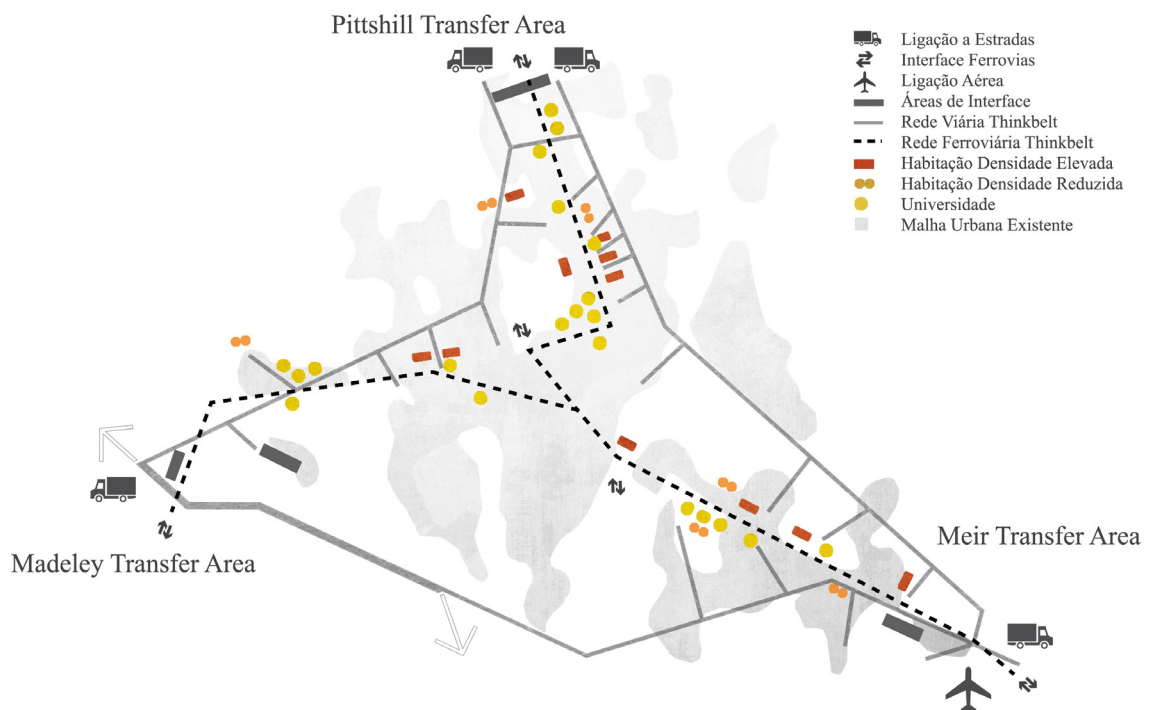 Pittshill Transfer Area
Ligação a Estradas
Interface Ferrovias
Ligação Aérea
Áreas de Interface
Rede Viária Thinkbelt
Rede Ferroviária Thinkbelt
Habitação Densidade Elevada
Habitação Densidade Reduzida
Universidade
Malha Urbana Existente
Meir Transfer Area
Madeley Transfer Area